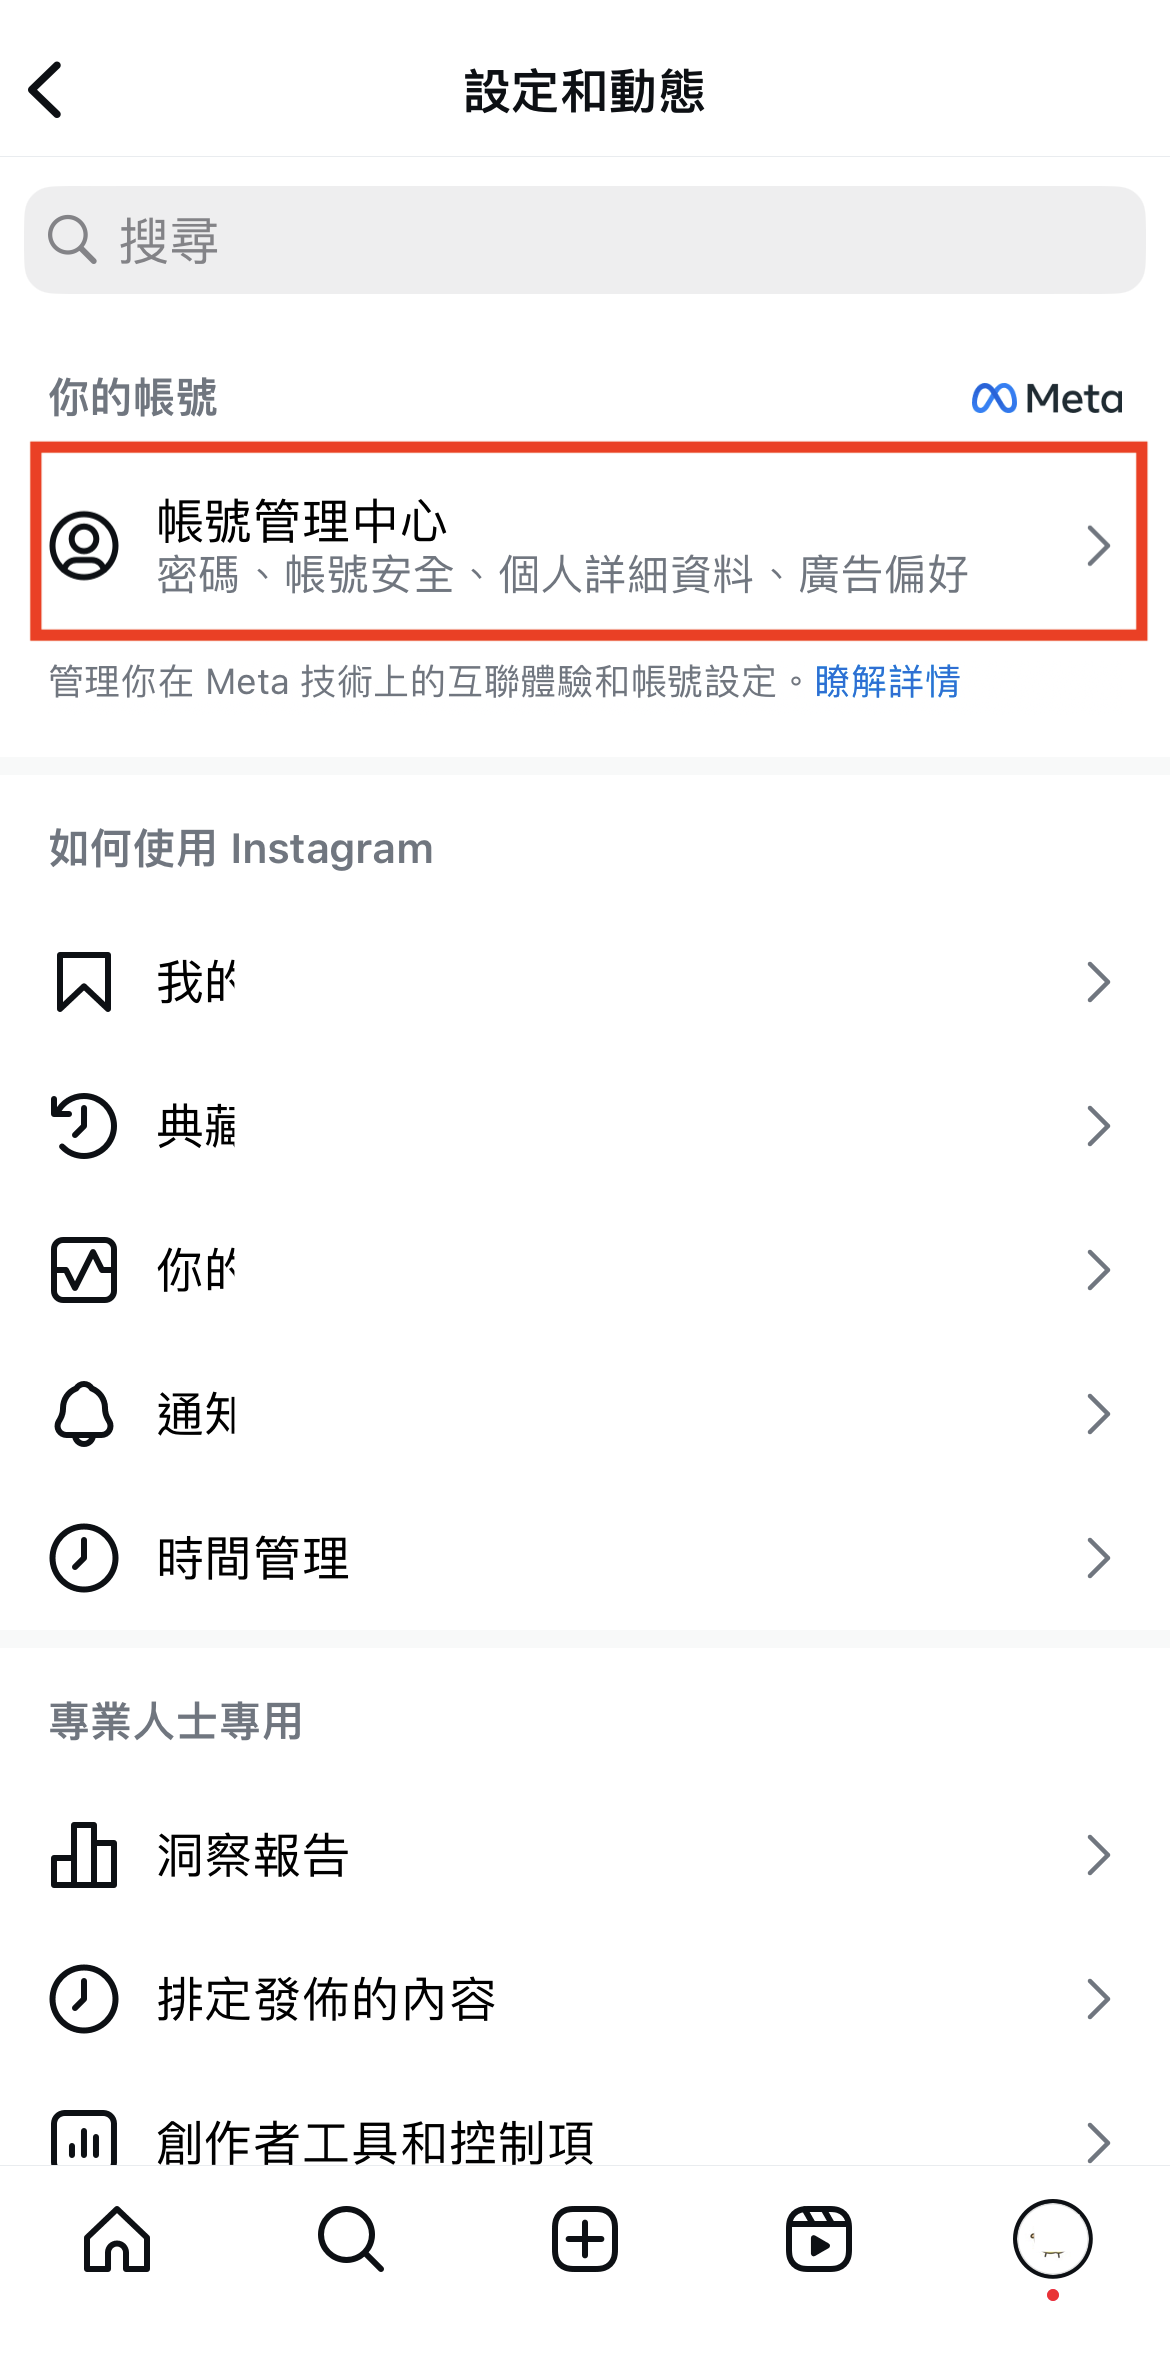 設定和動態
搜尋
你的帳號
Meta
帳號管理中心
密碼、帳號安全、個人詳細資料、廣告偏好
管理你在 Meta 技術上的互聯體驗和帳號設定。瞭解詳情
如何使用 Instagram
我的
典藏
你的
通知
時間管理
專業人士專用
洞察報告
排定發佈的內容
創作者工具和控制項